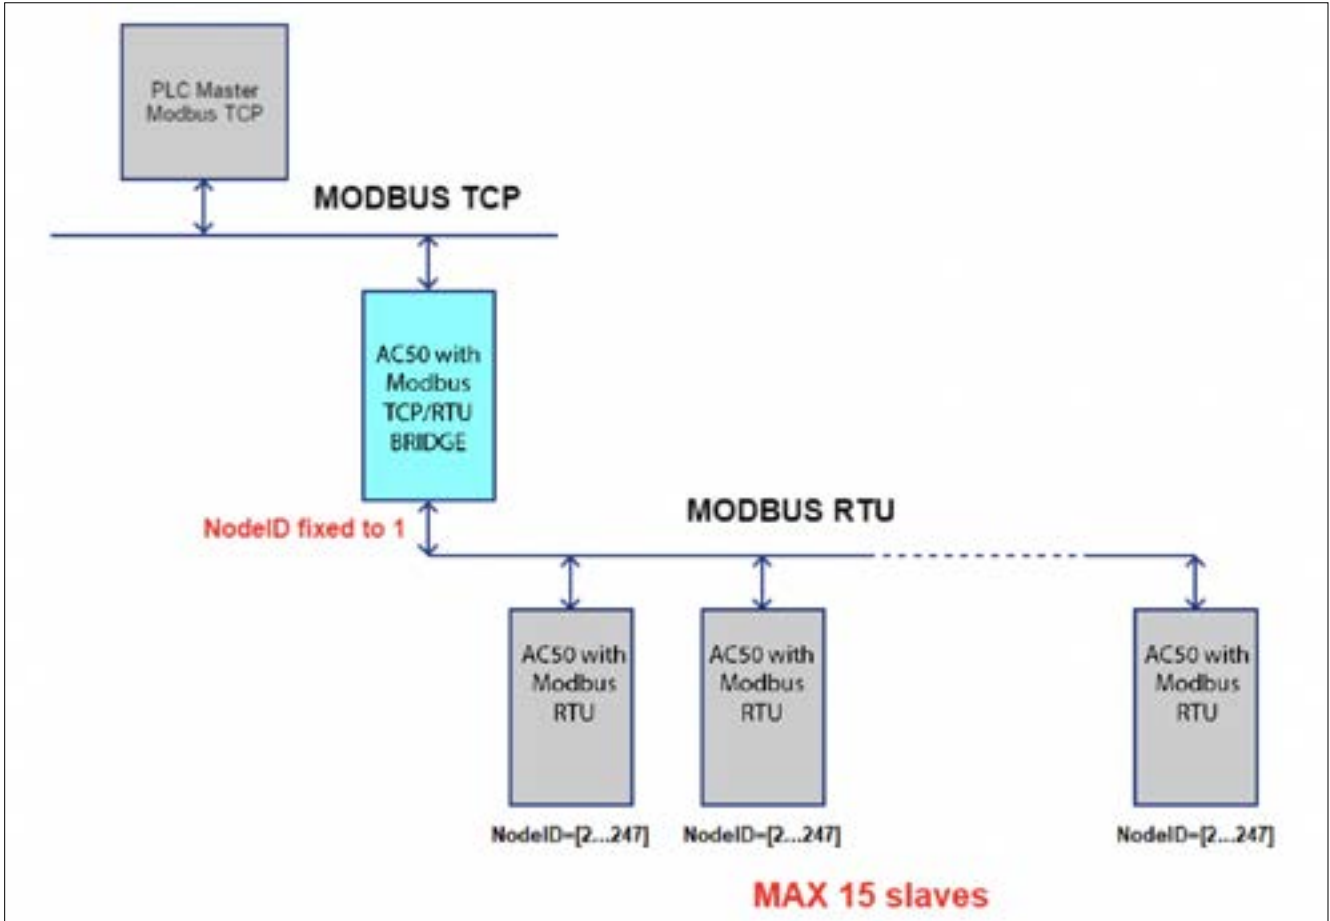 PLC Master
Modbus TCP
MODBUS TCP
AC50 with
Modbus
TCP/RTU
BRIDGE
NodeID fixed to 1
MODBUS RTU
AC50 with
Modbus
RTU
AC50 with
Modbus
RTU
AC50 with
Modbus
RTU
NodeID=[2...247]
NodeID=[2...247]
NodeID=[2...247]
MAX 15 slaves